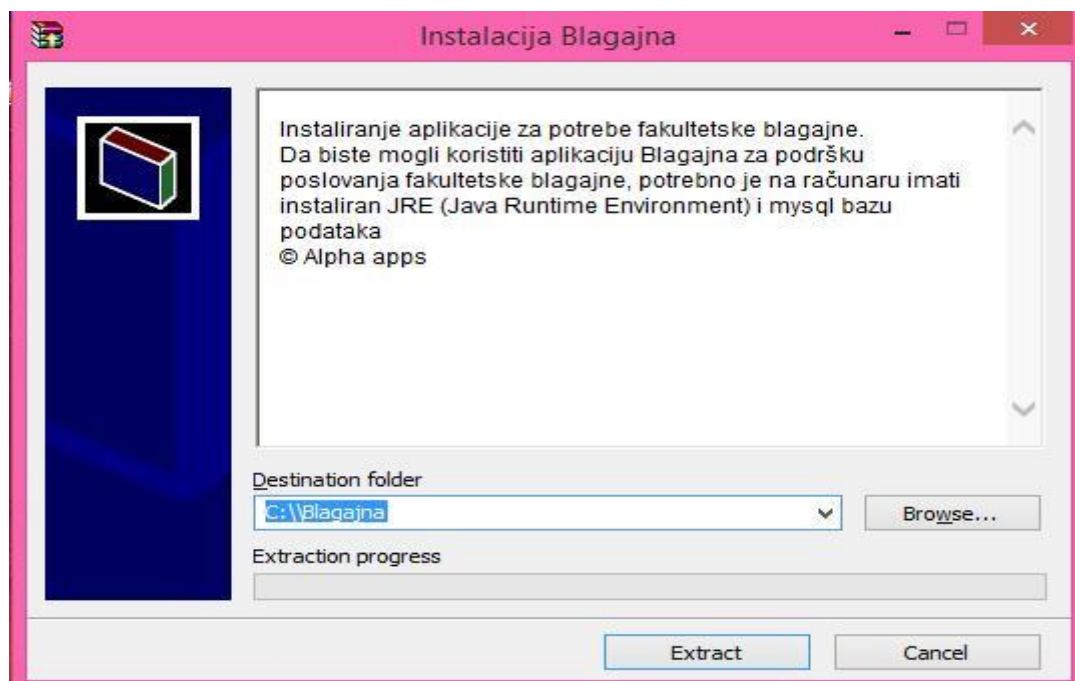 Instalacija Blagajna
Instaliranje aplikacije za potrebe fakultetske blagajne.
Da biste mogli koristiti aplikaciju Blagajna za podršku
poslovanja fakultetske blagajne, potrebno je na računaru imati
instaliran JRE (Java Runtime Environment) i mysql bazu
podataka
© Alpha apps
Destination folder
C:\\Blagajna
Browse...
Extraction progress
Extract
Cancel